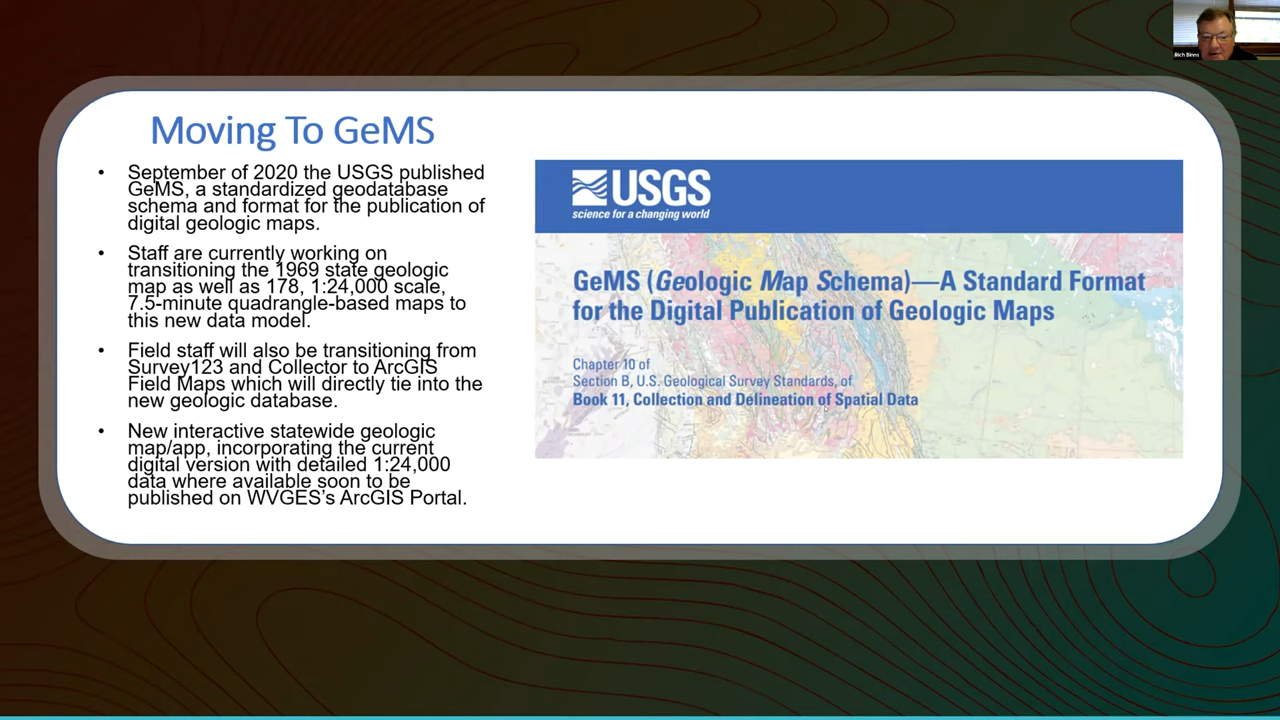 Rich Binns
Moving To GeMS
• September of 2020 the USGS published
GeMS, a standardized geodatabase
schema and format for the publication of
digital geologic maps.
• Staff are currently working on
transitioning the 1969 state geologic
map as well as 178, 1:24,000 scale,
7.5-minute quadrangle-based maps to
this new data model.
• Field staff will also be transitioning from
Survey123 and Collector to ArcGIS
Field Maps which will directly tie into the
new geologic database.
• New interactive statewide geologic
map/app, incorporating the current
digital version with detailed 1:24,000
data where available soon to be
published on WVGES’s ArcGIS Portal.
USGS
science for a changing world
GeMS (Geologic Map Schema)—A Standard Format
for the Digital Publication of Geologic Maps
Chapter 10 of
Section B, U.S. Geological Survey Standards, of
Book 11, Collection and Delineation of Spatial Data